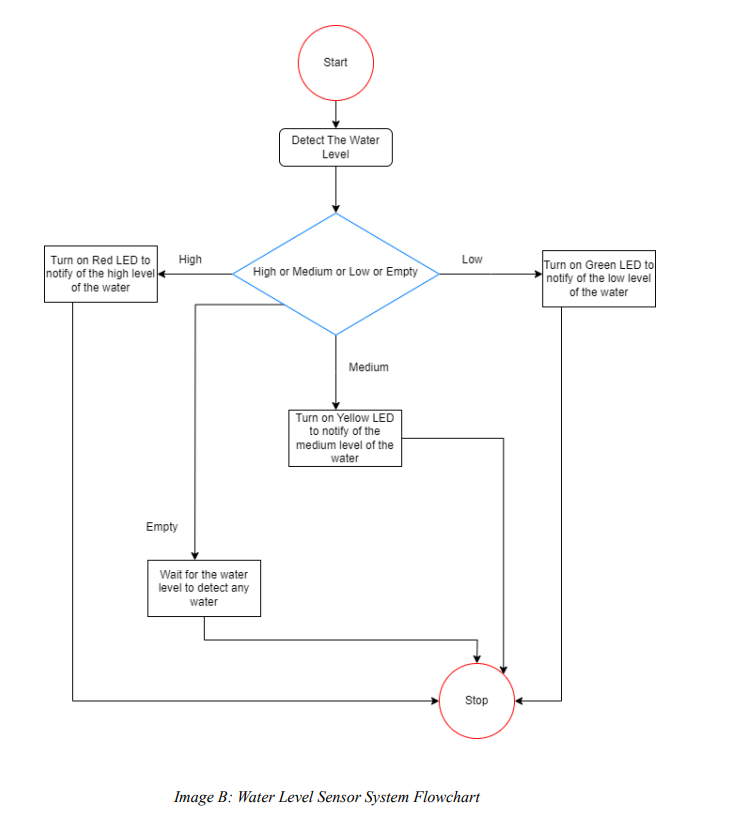 Start
Detect The Water
Level
High or Medium or Low or Empty
High
Turn on Red LED to
notify of the high level
of the water
Low
Turn on Green LED to
notify of the low level
of the water
Medium
Turn on Yellow LED
to notify of the
medium level of the
water
Empty
Wait for the water
level to detect any
water
Stop
Image B: Water Level Sensor System Flowchart